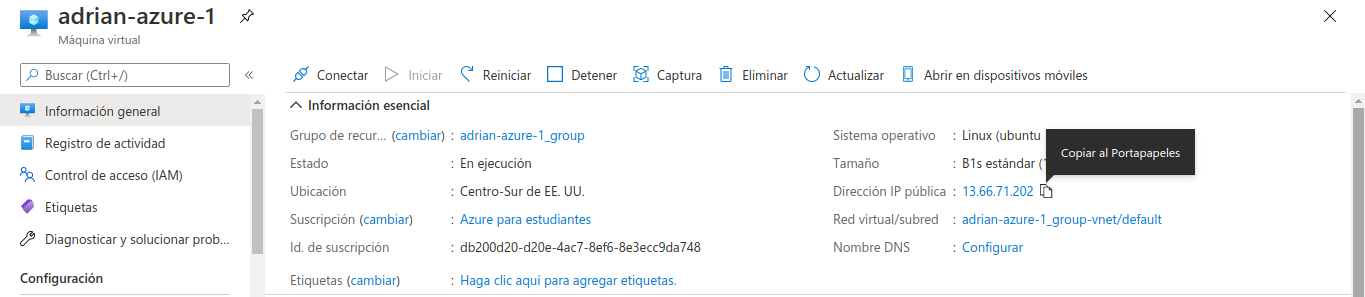 adrian-azure-1
Máquina virtual
Buscar (Ctrl+/)
Conectar Iniciar Reiniciar Detener Captura Eliminar Actualizar Abrir en dispositivos móviles
Información general
Registro de actividad
Control de acceso (IAM)
Etiquetas
Diagnosticar y solucionar prob...
Configuración
Información esencial
Grupo de recur... (cambiar) : adrian-azure-1_group
Estado : En ejecución
Ubicación : Centro-Sur de EE. UU.
Suscripción (cambiar) : Azure para estudiantes
Id. de suscripción : db200d20-d20e-4ac7-8ef6-8e3ecc9da748
Etiquetas (cambiar) : Haga clic aquí para agregar etiquetas.
Sistema operativo : Linux (ubuntu
Tamaño : B1s estándar (
Copiar al Portapapeles
Dirección IP pública : 13.66.71.202
Red virtual/subred : adrian-azure-1_group-vnet/default
Nombre DNS : Configurar